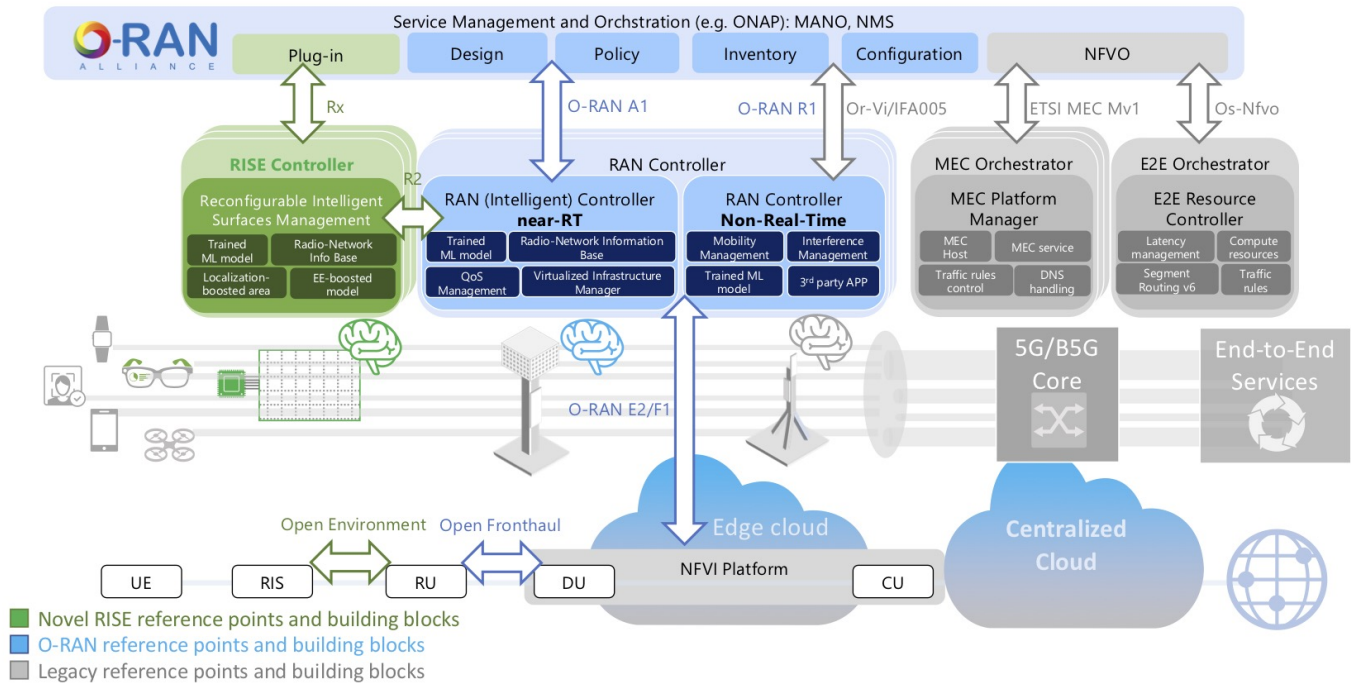 Service Management and Orchstration (e.g. ONAP): MANO, NMS
O-RAN
ALLIANCE
Plug-in
Design
Policy
Inventory
Configuration
NFVO
Rx
O-RAN A1
O-RAN R1
Or-Vi/IFA005
ETSI MEC Mv1
Os-Nfvo
RISE Controller
Reconfigurable Intelligent
Surfaces Management
Trained
ML model
Radio-Network
Info Base
Localization-
boosted area
EE-boosted
model
R2
RAN Controller
RAN (Intelligent) Controller
near-RT
Trained
ML model
Radio-Network Information
Base
QoS
Management
Virtualized Infrastructure
Manager
RAN Controller
Non-Real-Time
Mobility
Management
Interference
Management
Trained ML
model
3rd party APP
MEC Orchestrator
MEC Platform
Manager
MEC
Host
MEC service
Traffic rules
control
DNS
handling
E2E Orchestrator
E2E Resource
Controller
Latency
management
Compute
resources
Segment
Routing v6
Traffic
rules
O-RAN E2/F1
5G/B5G
Core
End-to-End
Services
Open Environment
Open Fronthaul
Edge cloud
Centralized
Cloud
NFVI Platform
UE
RIS
RU
DU
CU
Novel RISE reference points and building blocks
O-RAN reference points and building blocks
Legacy reference points and building blocks